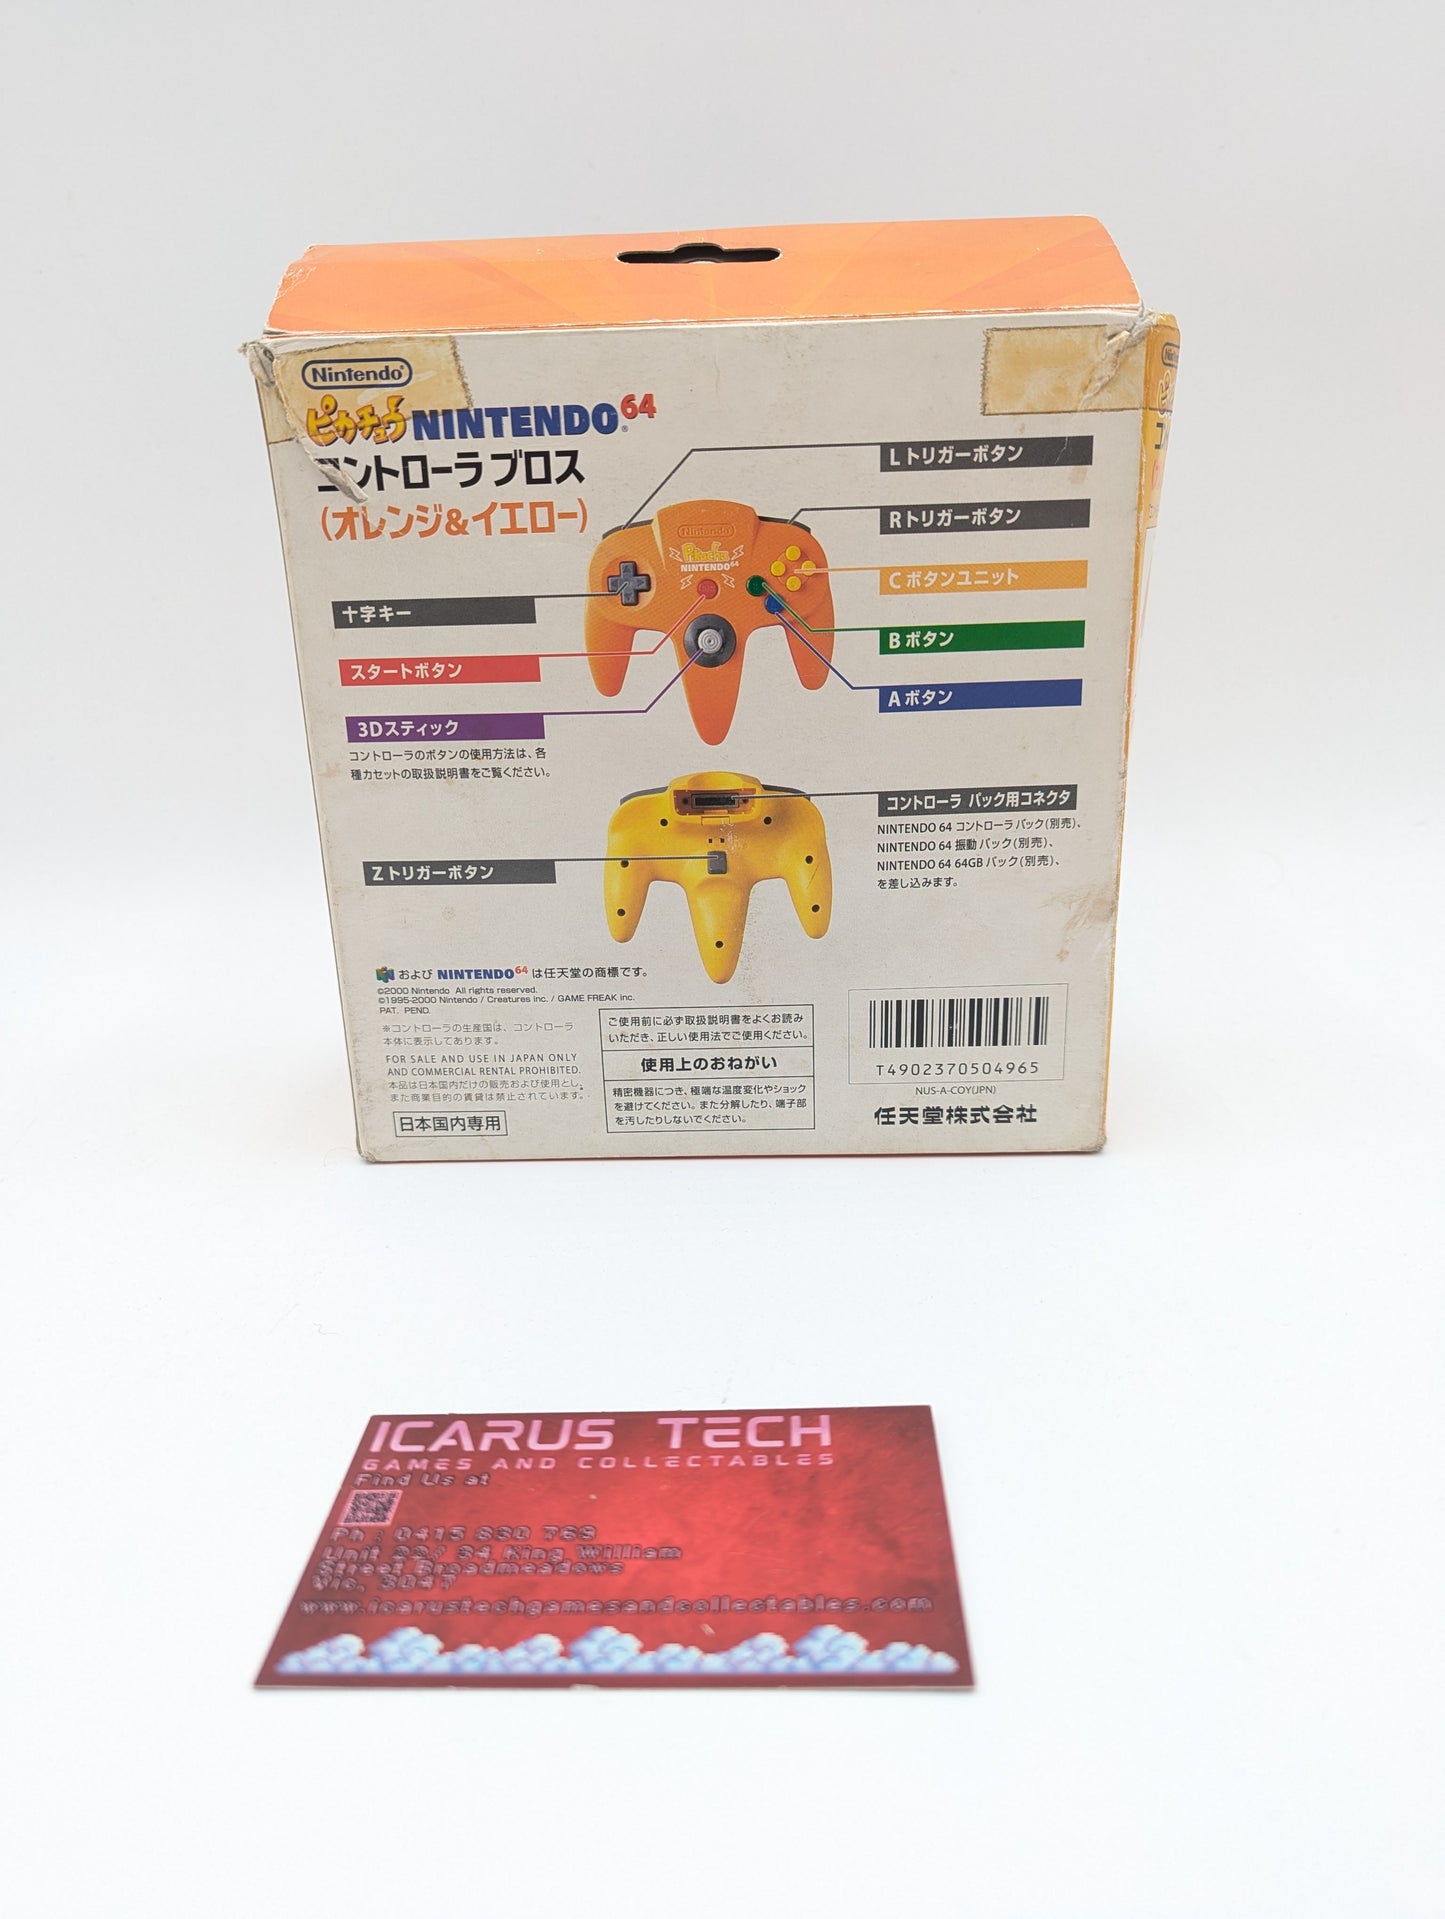 Nintendo
ピカチュウ NINTENDO64
コントローラ ブロス
(オレンジ&イエロー)
Lトリガーボタン
Rトリガーボタン
Cボタンユニット
Bボタン
Aボタン
十字キー
スタートボタン
3Dスティック
コントローラのボタンの使用方法は、各
種カセットの取扱説明書をご覧ください。
Nintendo
Pikachu
NINTENDO64
コントローラ パック用コネクタ
NINTENDO 64 コントローラ パック(別売)、
NINTENDO 64 振動 パック(別売)、
NINTENDO 64 64GB パック(別売)、
を差し込みます。
Zトリガーボタン
および NINTENDO64 は任天堂の商標です。
©2000 Nintendo All rights reserved.
©1995-2000 Nintendo / Creatures inc. / GAME FREAK inc.
PAT. PEND.
※コントローラの生産国は、コントローラ
本体に表示してあります。
FOR SALE AND USE IN JAPAN ONLY
AND COMMERCIAL RENTAL PROHIBITED.
本品は日本国内だけの販売および使用とし、
また商業目的の賃貸は禁止されています。
日本国内専用
ご使用前に必ず取扱説明書をよくお読み
いただき、正しい使用法でご使用ください。
使用上のおねがい
精密機器につき、極端な温度変化やショック
を避けてください。また分解したり、端子部
を汚したりしないでください。
T4902370504965
NUS-A-COY(JPN)
任天堂株式会社
ICARUS TECH
GAMES AND COLLECTABLES
Find Us at
Ph : 0415 830 769
Unit 22/ 34 King William
Street Broadmeadows
Vic. 3047
www.icarustechgamesandcollectables.com